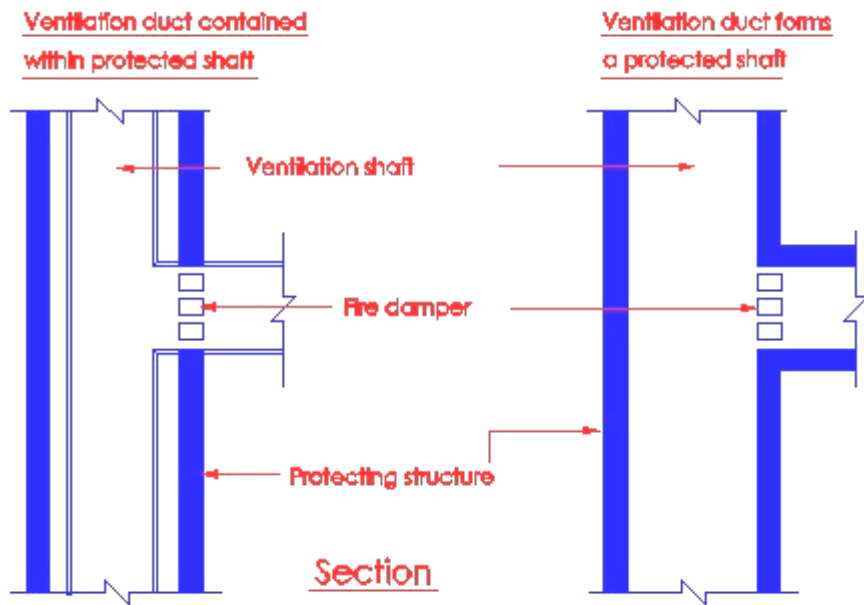 Ventilation duct contained
within protected shaft
Ventilation duct forms
a protected shaft
Ventilation shaft
Fire damper
Protecting structure
Section